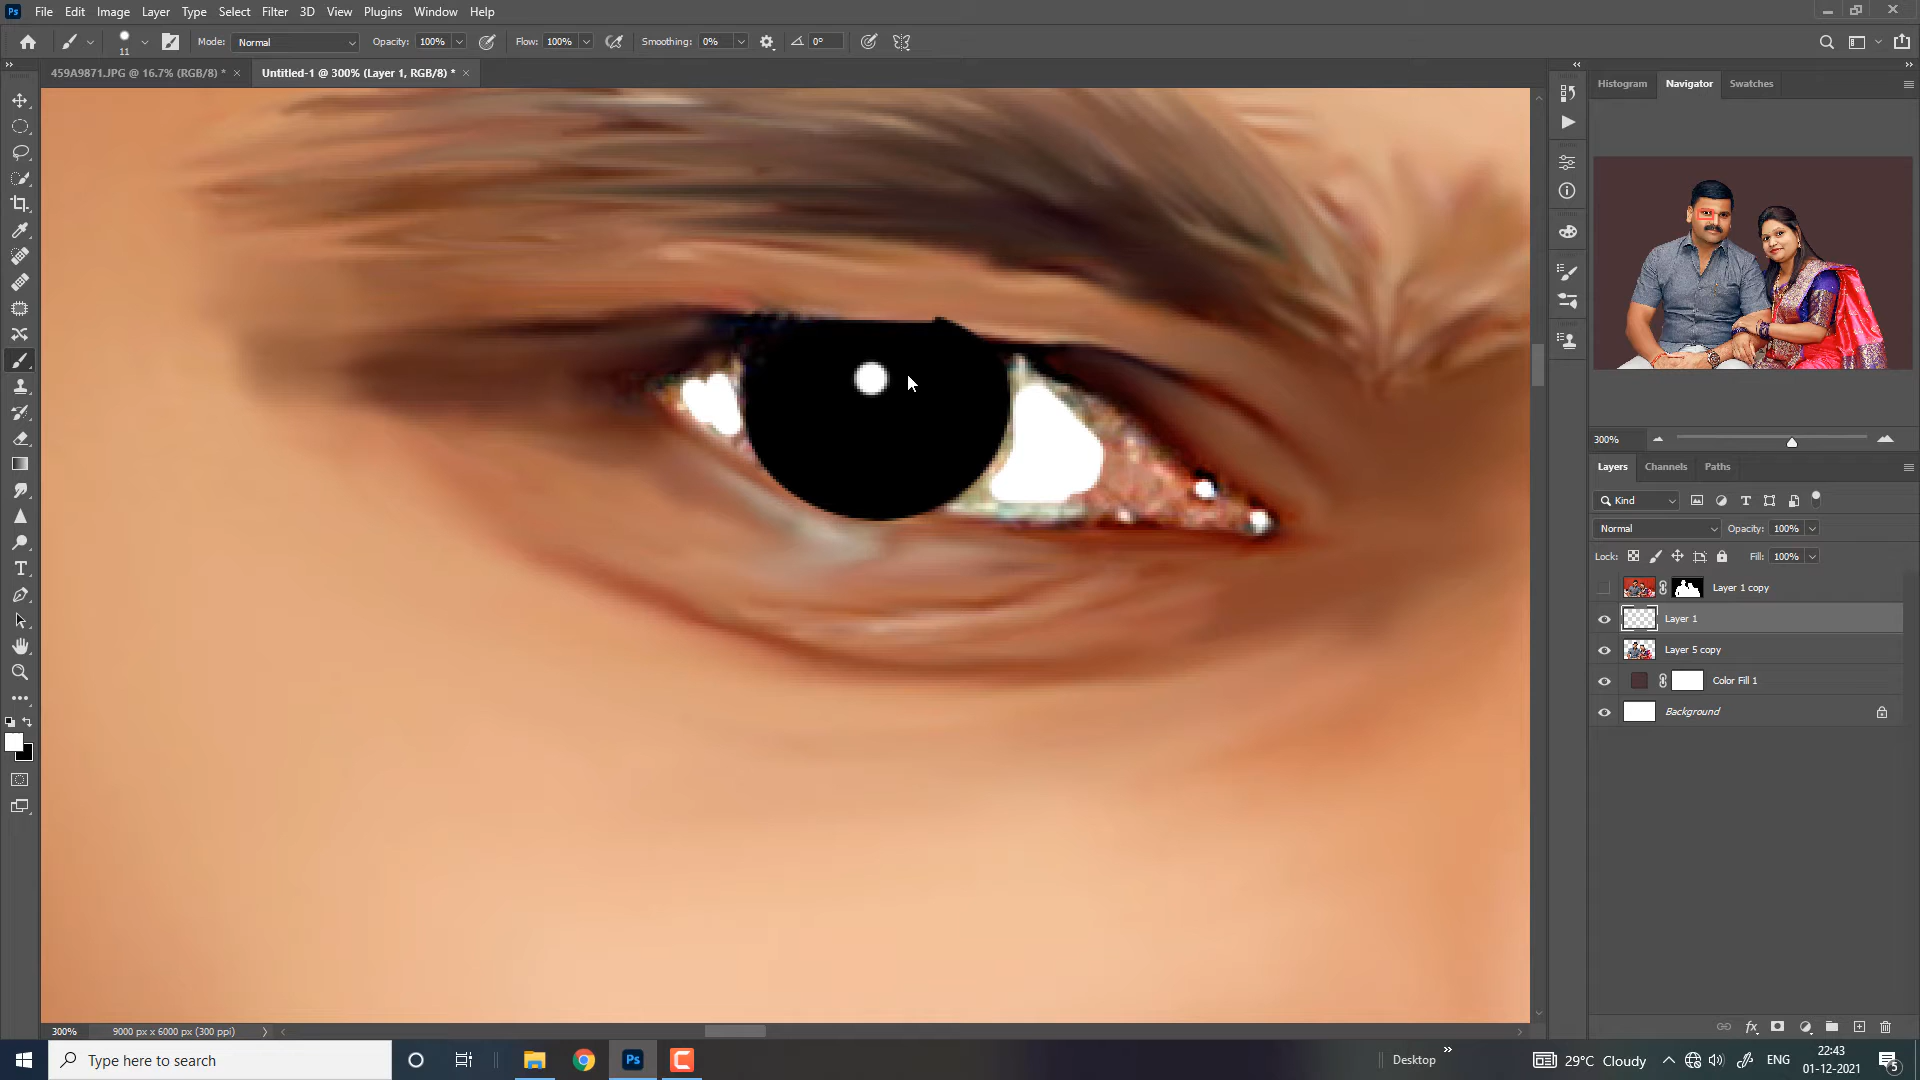 Ps File Edit Image Layer Type Select Filter 3D View Plugins Window Help
11 Mode: Normal Opacity: 100% Flow: 100% Smoothing: 0% 0°
459A9871.JPG @ 16.7% (RGB/8) * × Untitled-1 @ 300% (Layer 1, RGB/8) * ×
Histogram Navigator Swatches
300%
Layers Channels Paths
Kind
Normal Opacity: 100%
Lock: Fill: 100%
Layer 1 copy
Layer 1
Layer 5 copy
Color Fill 1
Background
300% 9000 px x 6000 px (300 ppi)
Type here to search Ps C Desktop 29°C Cloudy ENG 22:43
01-12-2021 5